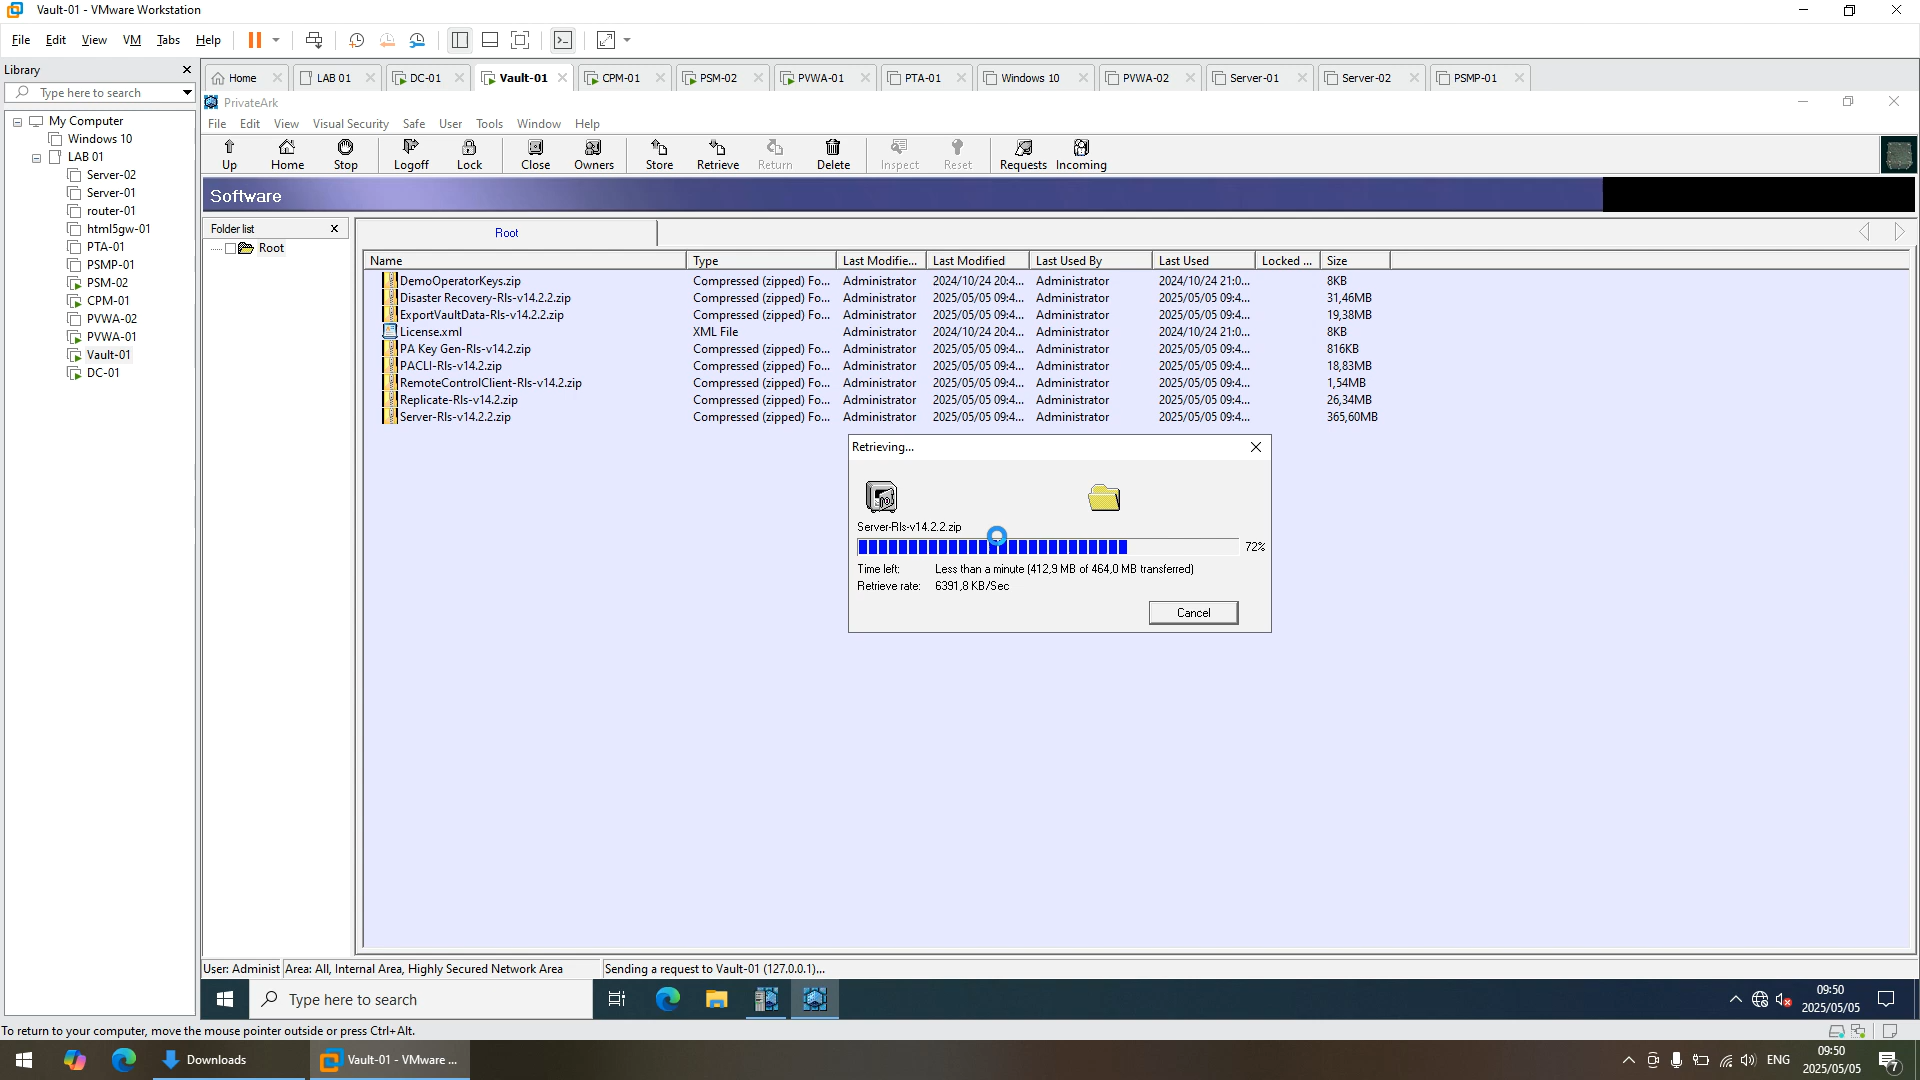 Vault-01 - VMware Workstation
File Edit View VM Tabs Help
Library
Type here to search
My Computer
Windows 10
LAB 01
Server-02
Server-01
router-01
html5gw-01
PTA-01
PSMP-01
PSM-02
CPM-01
PVWA-02
PVWA-01
Vault-01
DC-01
Home LAB 01 DC-01 Vault-01 CPM-01 PSM-02 PVWA-01 PTA-01 Windows 10 PVWA-02 Server-01 Server-02 PSMP-01
PrivateArk
File Edit View Visual Security Safe User Tools Window Help
Up Home Stop Logoff Lock Close Owners Store Retrieve Return Delete Inspect Reset Requests Incoming
Software
Folder list
Root
Root
Name Type Last Modifie... Last Modified Last Used By Last Used Locked ... Size
DemoOperatorKeys.zip Compressed (zipped) Fo... Administrator 2024/10/24 20:4... Administrator 2024/10/24 21:0... 8KB
Disaster Recovery-Rls-v14.2.2.zip Compressed (zipped) Fo... Administrator 2025/05/05 09:4... Administrator 2025/05/05 09:4... 31,46MB
ExportVaultData-Rls-v14.2.2.zip Compressed (zipped) Fo... Administrator 2025/05/05 09:4... Administrator 2025/05/05 09:4... 19,38MB
License.xml XML File Administrator 2024/10/24 20:4... Administrator 2024/10/24 21:0... 8KB
PA Key Gen-Rls-v14.2.zip Compressed (zipped) Fo... Administrator 2025/05/05 09:4... Administrator 2025/05/05 09:4... 816KB
PACLI-Rls-v14.2.zip Compressed (zipped) Fo... Administrator 2025/05/05 09:4... Administrator 2025/05/05 09:4... 18,83MB
RemoteControlClient-Rls-v14.2.zip Compressed (zipped) Fo... Administrator 2025/05/05 09:4... Administrator 2025/05/05 09:4... 1,54MB
Replicate-Rls-v14.2.zip Compressed (zipped) Fo... Administrator 2025/05/05 09:4... Administrator 2025/05/05 09:4... 26,34MB
Server-Rls-v14.2.2.zip Compressed (zipped) Fo... Administrator 2025/05/05 09:4... Administrator 2025/05/05 09:4... 365,60MB
Retrieving...
Server-Rls-v14.2.2.zip
72%
Time left: Less than a minute (412,9 MB of 464,0 MB transferred)
Retrieve rate: 6391,8 KB/Sec
Cancel
User: Administ Area: All, Internal Area, Highly Secured Network Area Sending a request to Vault-01 (127.0.0.1)...
Type here to search
09:50
2025/05/05
To return to your computer, move the mouse pointer outside or press Ctrl+Alt.
Downloads
Vault-01 - VMware ...
ENG
09:50
2025/05/05
7